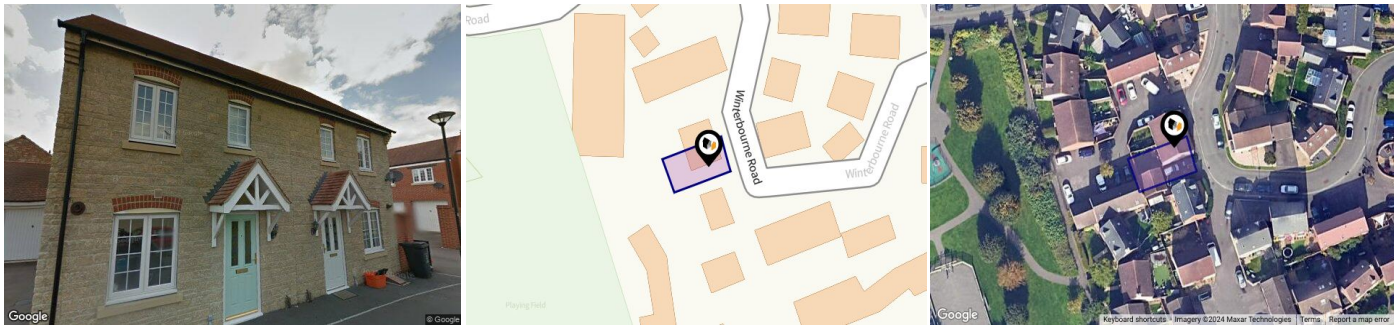 Google
© Google
Road
Winterbourne Road
Winterbourne Road
Playing Field
Google
Keyboard shortcuts
Imagery ©2024 Maxar Technologies
Terms
Report a map error